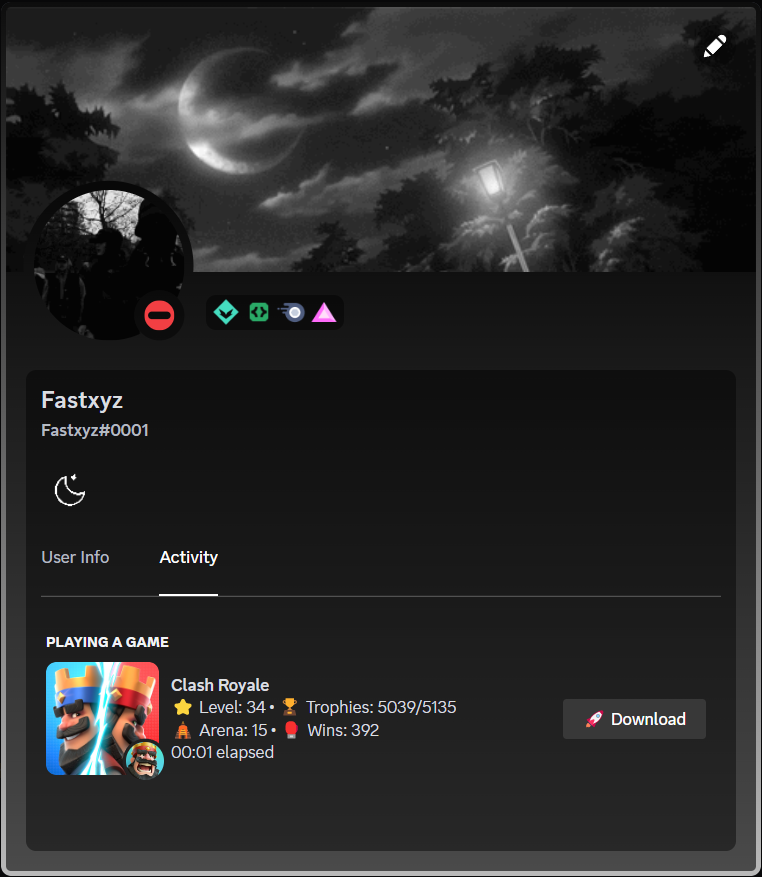 Fastxyz
Fastxyz#0001
User Info
Activity
PLAYING A GAME
Clash Royale
⭐ Level: 34 • 🏆 Trophies: 5039/5135
🛕 Arena: 15 • 🥊 Wins: 392
00:01 elapsed
🚀 Download